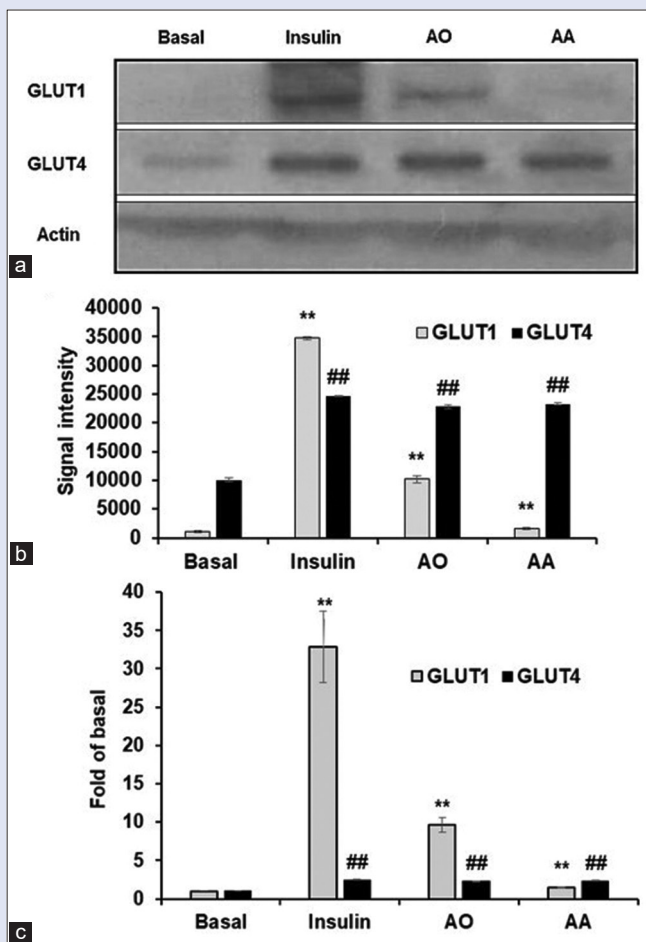 Basal Insulin AO AA
GLUT1
GLUT4
Actin
a
40000
35000
30000
25000
20000
15000
10000
5000
0
Signal intensity
** ## ** ## ** ##
GLUT1 GLUT4
Basal Insulin AO AA
b
40
35
30
25
20
15
10
5
0
Fold of basal
** ## ** ## ** ##
GLUT1 GLUT4
Basal Insulin AO AA
c